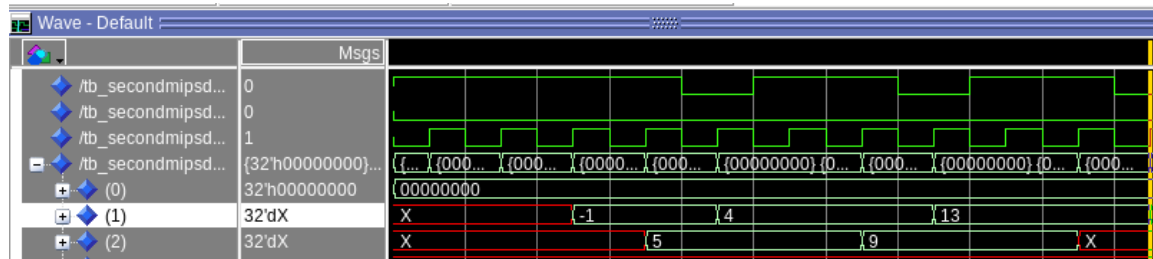 Wave - Default
Msgs
/tb_secondmipsd... 0
/tb_secondmipsd... 0
/tb_secondmipsd... 1
/tb_secondmipsd... {32'h00000000}... {... {000... {000... {0000... {000... {00000000} {0... {000... {00000000} {0... {000...
(0) 32'h00000000 00000000
(1) 32'dX X -1 4 13
(2) 32'dX X 5 9 X